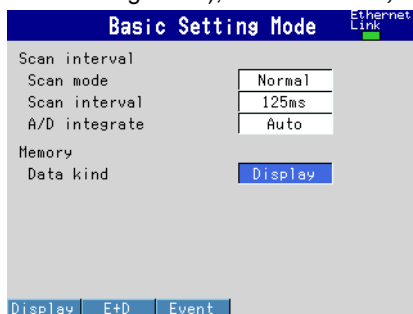 Basic Setting Mode Ethernet Link
Scan interval
Scan mode Normal
Scan interval 125ms
A/D integrate Auto
Memory
Data kind Display
Display E+D Event